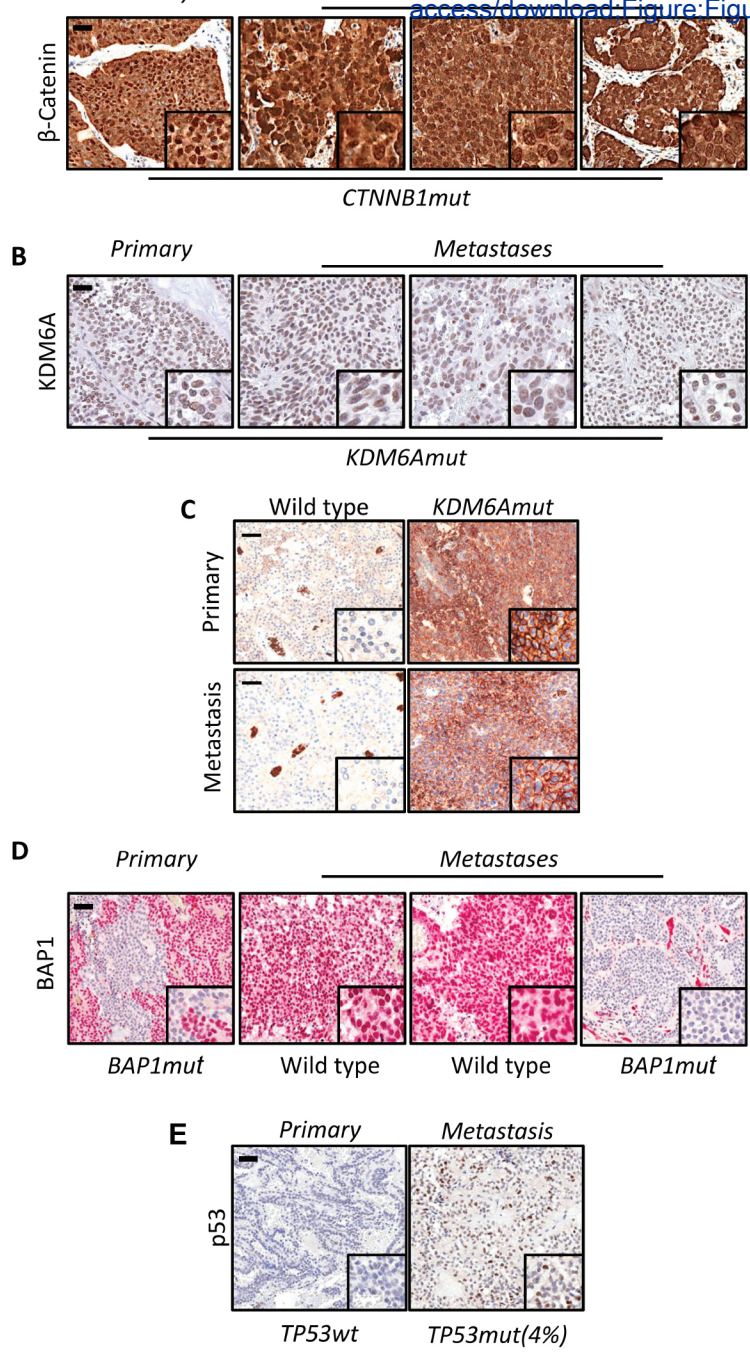 access/download;Figure;Figu
β-Catenin
CTNNB1mut
B
Primary Metastases
KDM6A
KDM6Amut
C
Wild type KDM6Amut
Primary
Metastasis
D
Primary Metastases
BAP1
BAP1mut Wild type Wild type BAP1mut
E
Primary Metastasis
p53
TP53wt TP53mut(4%)